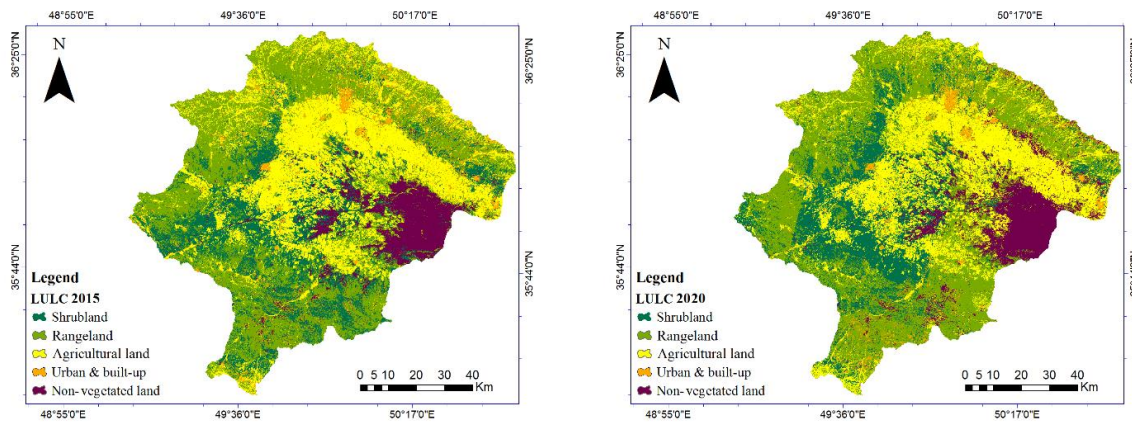 48°55'0"E 49°36'0"E 50°17'0"E
36°25'0"N
N
35°44'0"N
Legend
LULC 2015
Shrubland
Rangeland
Agricultural land
Urban & built-up
Non-vegetated land
0 5 10 20 30 40
Km
35°44'0"N
36°25'0"N
48°55'0"E 49°36'0"E 50°17'0"E
48°55'0"E 49°36'0"E 50°17'0"E
36°25'0"N
N
35°44'0"N
Legend
LULC 2020
Shrubland
Rangeland
Agricultural land
Urban & built-up
Non-vegetated land
0 5 10 20 30 40
Km
48°55'0"E 49°36'0"E 50°17'0"E